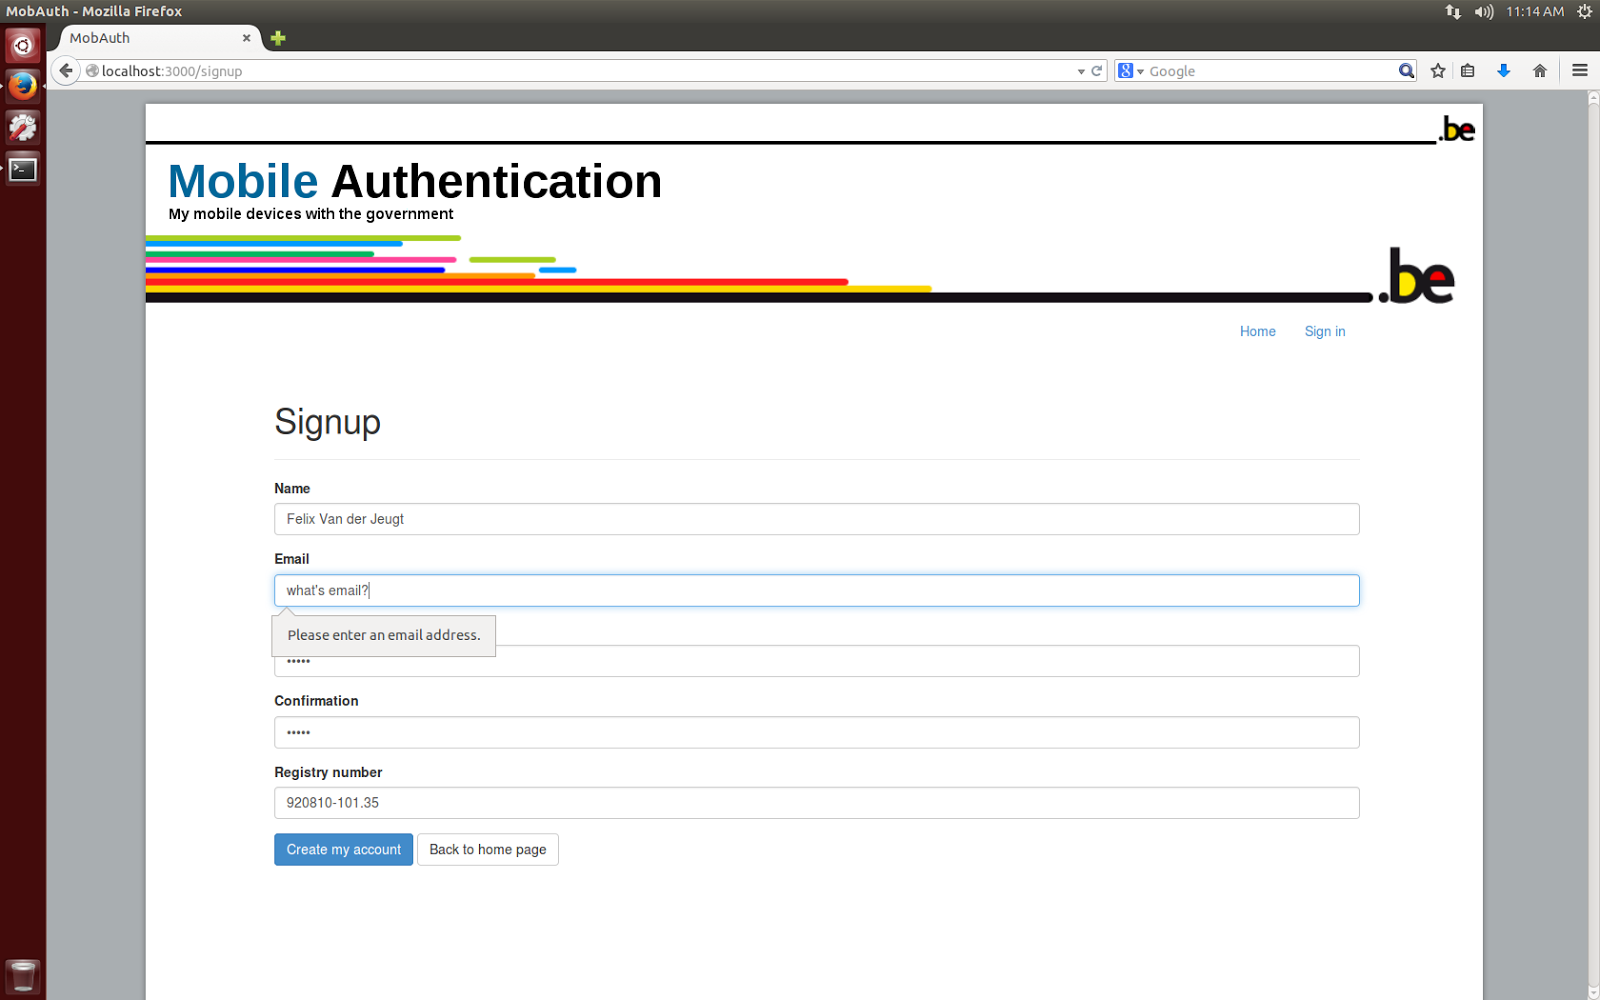 MobAuth - Mozilla Firefox
11:14 AM
MobAuth
localhost:3000/signup
Google
.be
Mobile Authentication
My mobile devices with the government
.be
Home
Sign in
Signup
Name
Felix Van der Jeugt
Email
what's email?
Please enter an email address.
•••••
Confirmation
•••••
Registry number
920810-101.35
Create my account
Back to home page